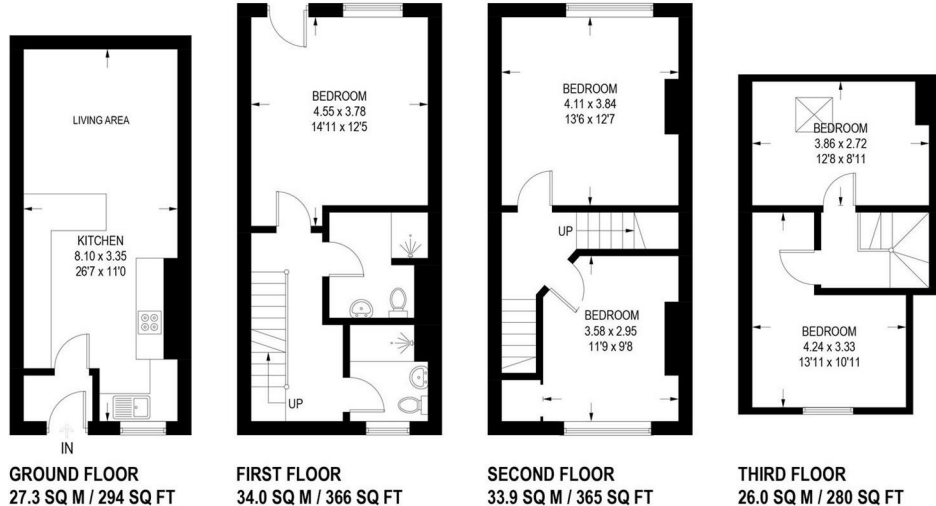 LIVING AREA
KITCHEN
8.10 x 3.35
26'7 x 11'0
IN
GROUND FLOOR
27.3 SQ M / 294 SQ FT
BEDROOM
4.55 x 3.78
14'11 x 12'5
UP
FIRST FLOOR
34.0 SQ M / 366 SQ FT
BEDROOM
4.11 x 3.84
13'6 x 12'7
UP
BEDROOM
3.58 x 2.95
11'9 x 9'8
SECOND FLOOR
33.9 SQ M / 365 SQ FT
BEDROOM
3.86 x 2.72
12'8 x 8'11
BEDROOM
4.24 x 3.33
13'11 x 10'11
THIRD FLOOR
26.0 SQ M / 280 SQ FT